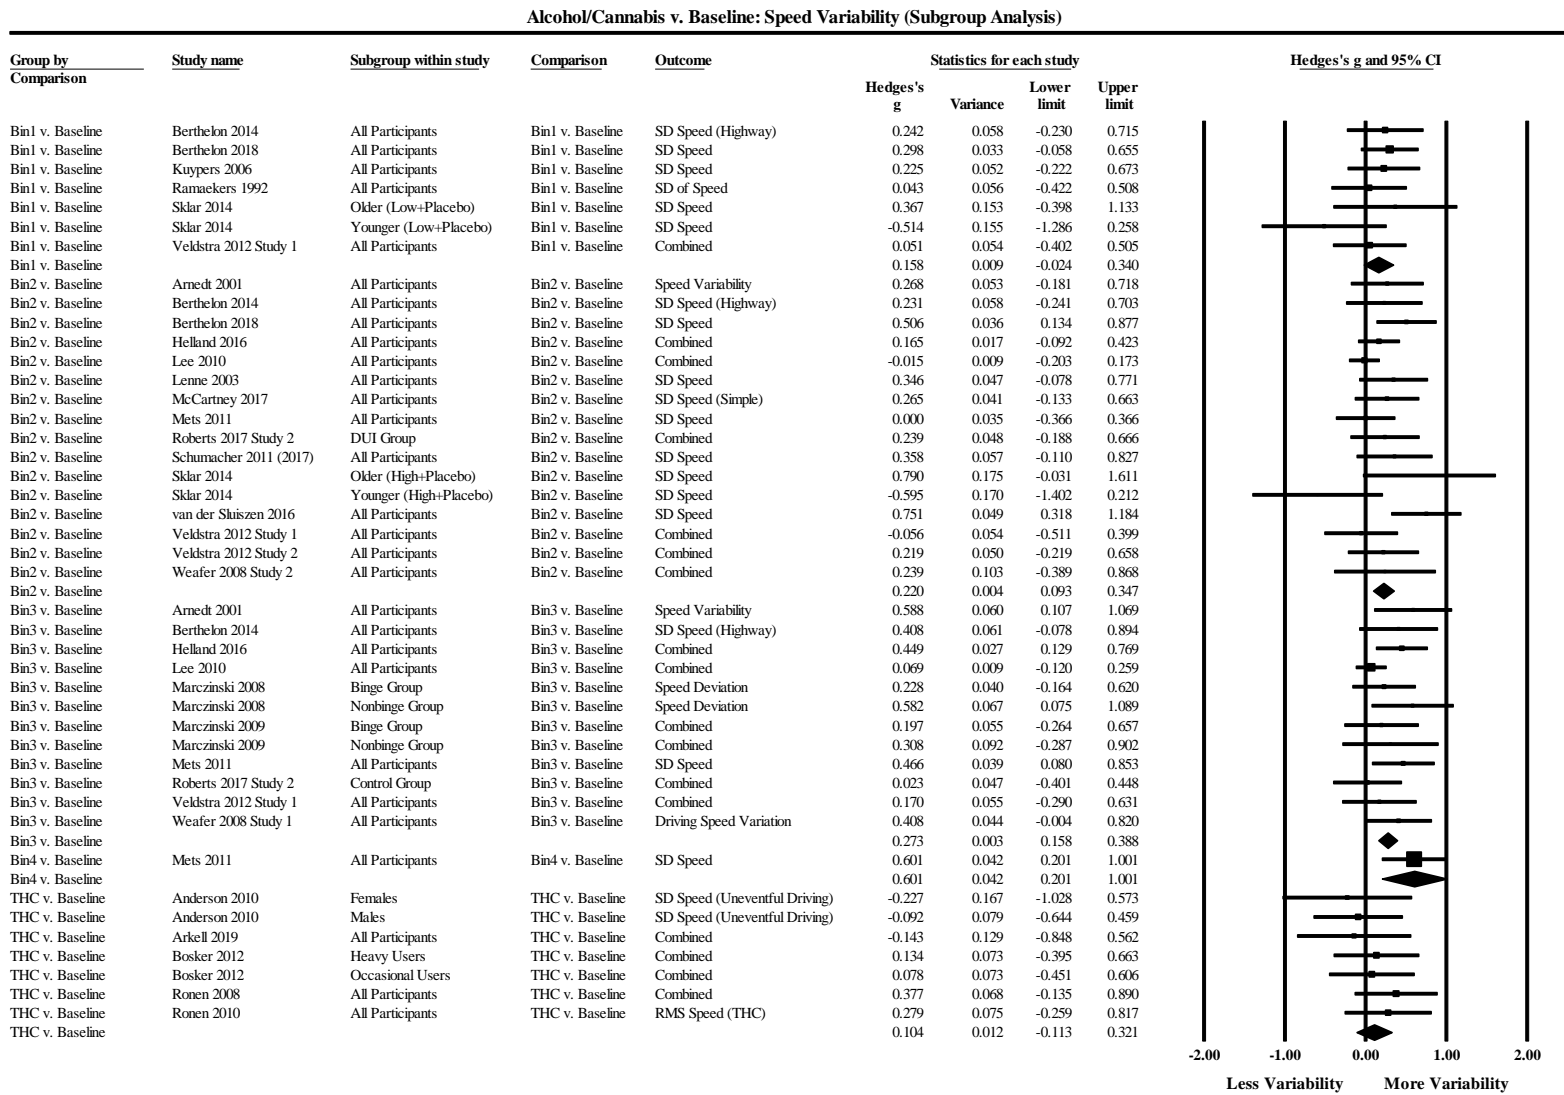 Alcohol/Cannabis v. Baseline: Speed Variability (Subgroup Analysis)
Group by Study name Subgroup within study Comparison Outcome Statistics for each study Hedges's g and 95% CI
Comparison
Hedges's Lower Upper
g Variance limit limit
Bin1 v. Baseline Berthelon 2014 All Participants Bin1 v. Baseline SD Speed (Highway) 0.242 0.058 -0.230 0.715
Bin1 v. Baseline Berthelon 2018 All Participants Bin1 v. Baseline SD Speed 0.298 0.033 -0.058 0.655
Bin1 v. Baseline Kuypers 2006 All Participants Bin1 v. Baseline SD Speed 0.225 0.052 -0.222 0.673
Bin1 v. Baseline Ramaekers 1992 All Participants Bin1 v. Baseline SD of Speed 0.043 0.056 -0.422 0.508
Bin1 v. Baseline Sklar 2014 Older (Low+Placebo) Bin1 v. Baseline SD Speed 0.367 0.153 -0.398 1.133
Bin1 v. Baseline Sklar 2014 Younger (Low+Placebo) Bin1 v. Baseline SD Speed -0.514 0.155 -1.286 0.258
Bin1 v. Baseline Veldstra 2012 Study 1 All Participants Bin1 v. Baseline Combined 0.051 0.054 -0.402 0.505
Bin1 v. Baseline 0.158 0.009 -0.024 0.340
Bin2 v. Baseline Arnedt 2001 All Participants Bin2 v. Baseline Speed Variability 0.268 0.053 -0.181 0.718
Bin2 v. Baseline Berthelon 2014 All Participants Bin2 v. Baseline SD Speed (Highway) 0.231 0.058 -0.241 0.703
Bin2 v. Baseline Berthelon 2018 All Participants Bin2 v. Baseline SD Speed 0.506 0.036 0.134 0.877
Bin2 v. Baseline Helland 2016 All Participants Bin2 v. Baseline Combined 0.165 0.017 -0.092 0.423
Bin2 v. Baseline Lee 2010 All Participants Bin2 v. Baseline Combined -0.015 0.009 -0.203 0.173
Bin2 v. Baseline Lenne 2003 All Participants Bin2 v. Baseline SD Speed 0.346 0.047 -0.078 0.771
Bin2 v. Baseline McCartney 2017 All Participants Bin2 v. Baseline SD Speed (Simple) 0.265 0.041 -0.133 0.663
Bin2 v. Baseline Mets 2011 All Participants Bin2 v. Baseline SD Speed 0.000 0.035 -0.366 0.366
Bin2 v. Baseline Roberts 2017 Study 2 DUI Group Bin2 v. Baseline Combined 0.239 0.048 -0.188 0.666
Bin2 v. Baseline Schumacher 2011 (2017) All Participants Bin2 v. Baseline SD Speed 0.358 0.057 -0.110 0.827
Bin2 v. Baseline Sklar 2014 Older (High+Placebo) Bin2 v. Baseline SD Speed 0.790 0.175 -0.031 1.611
Bin2 v. Baseline Sklar 2014 Younger (High+Placebo) Bin2 v. Baseline SD Speed -0.595 0.170 -1.402 0.212
Bin2 v. Baseline van der Sluiszen 2016 All Participants Bin2 v. Baseline SD Speed 0.751 0.049 0.318 1.184
Bin2 v. Baseline Veldstra 2012 Study 1 All Participants Bin2 v. Baseline Combined -0.056 0.054 -0.511 0.399
Bin2 v. Baseline Veldstra 2012 Study 2 All Participants Bin2 v. Baseline Combined 0.219 0.050 -0.219 0.658
Bin2 v. Baseline Weafer 2008 Study 2 All Participants Bin2 v. Baseline Combined 0.239 0.103 -0.389 0.868
Bin2 v. Baseline 0.220 0.004 0.093 0.347
Bin3 v. Baseline Arnedt 2001 All Participants Bin3 v. Baseline Speed Variability 0.588 0.060 0.107 1.069
Bin3 v. Baseline Berthelon 2014 All Participants Bin3 v. Baseline SD Speed (Highway) 0.408 0.061 -0.078 0.894
Bin3 v. Baseline Helland 2016 All Participants Bin3 v. Baseline Combined 0.449 0.027 0.129 0.769
Bin3 v. Baseline Lee 2010 All Participants Bin3 v. Baseline Combined 0.069 0.009 -0.120 0.259
Bin3 v. Baseline Marczinski 2008 Binge Group Bin3 v. Baseline Speed Deviation 0.228 0.040 -0.164 0.620
Bin3 v. Baseline Marczinski 2008 Nonbinge Group Bin3 v. Baseline Speed Deviation 0.582 0.067 0.075 1.089
Bin3 v. Baseline Marczinski 2009 Binge Group Bin3 v. Baseline Combined 0.197 0.055 -0.264 0.657
Bin3 v. Baseline Marczinski 2009 Nonbinge Group Bin3 v. Baseline Combined 0.308 0.092 -0.287 0.902
Bin3 v. Baseline Mets 2011 All Participants Bin3 v. Baseline SD Speed 0.466 0.039 0.080 0.853
Bin3 v. Baseline Roberts 2017 Study 2 Control Group Bin3 v. Baseline Combined 0.023 0.047 -0.401 0.448
Bin3 v. Baseline Veldstra 2012 Study 1 All Participants Bin3 v. Baseline Combined 0.170 0.055 -0.290 0.631
Bin3 v. Baseline Weafer 2008 Study 1 All Participants Bin3 v. Baseline Driving Speed Variation 0.408 0.044 -0.004 0.820
Bin3 v. Baseline 0.273 0.003 0.158 0.388
Bin4 v. Baseline Mets 2011 All Participants Bin4 v. Baseline SD Speed 0.601 0.042 0.201 1.001
Bin4 v. Baseline 0.601 0.042 0.201 1.001
THC v. Baseline Anderson 2010 Females THC v. Baseline SD Speed (Uneventful Driving) -0.227 0.167 -1.028 0.573
THC v. Baseline Anderson 2010 Males THC v. Baseline SD Speed (Uneventful Driving) -0.092 0.079 -0.644 0.459
THC v. Baseline Arkell 2019 All Participants THC v. Baseline Combined -0.143 0.129 -0.848 0.562
THC v. Baseline Bosker 2012 Heavy Users THC v. Baseline Combined 0.134 0.073 -0.395 0.663
THC v. Baseline Bosker 2012 Occasional Users THC v. Baseline Combined 0.078 0.073 -0.451 0.606
THC v. Baseline Ronen 2008 All Participants THC v. Baseline Combined 0.377 0.068 -0.135 0.890
THC v. Baseline Ronen 2010 All Participants THC v. Baseline RMS Speed (THC) 0.279 0.075 -0.259 0.817
THC v. Baseline 0.104 0.012 -0.113 0.321
-2.00 -1.00 0.00 1.00 2.00
Less Variability More Variability